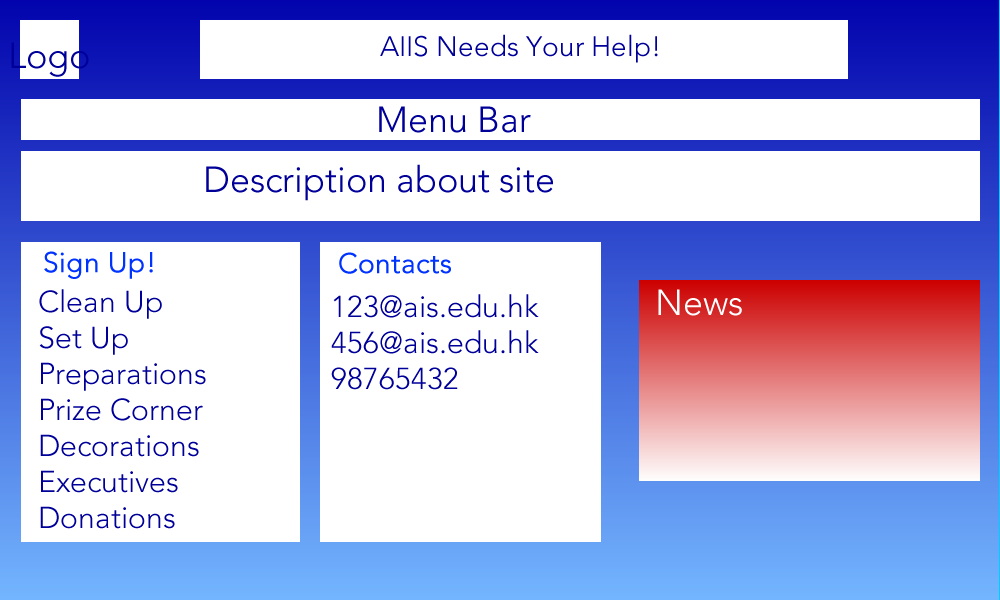 Logo
AIIS Needs Your Help!
Menu Bar
Description about site
Sign Up!
Clean Up
Set Up
Preparations
Prize Corner
Decorations
Executives
Donations
Contacts
123@ais.edu.hk
456@ais.edu.hk
98765432
News